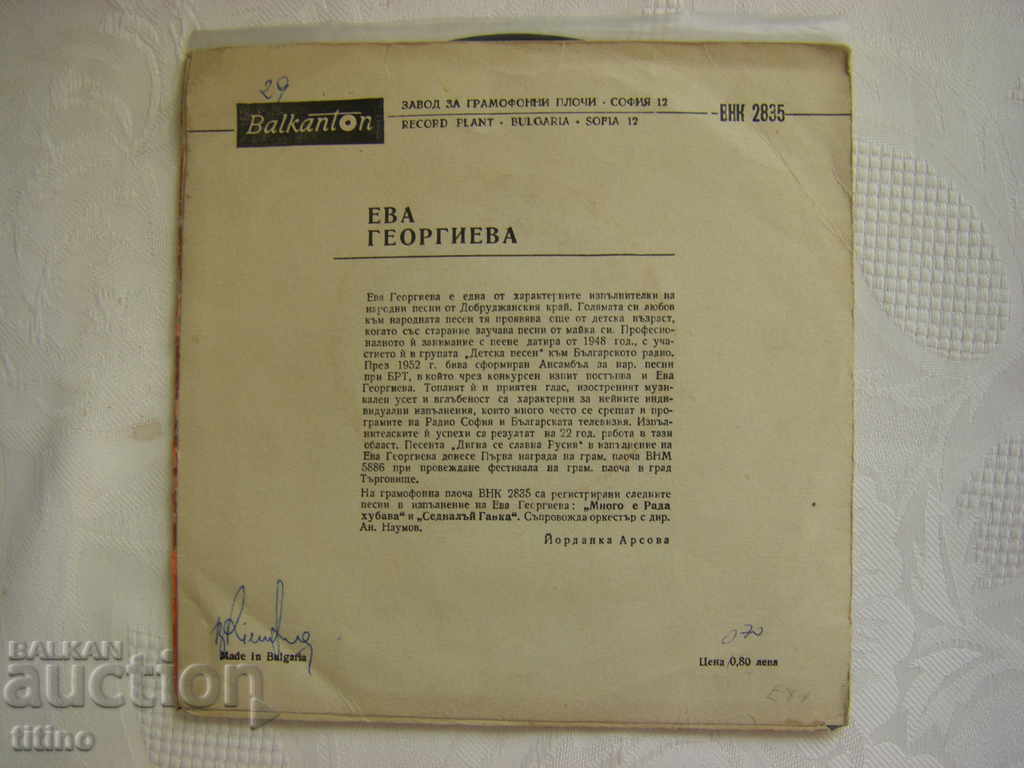 29
Balkanton
ЗАВОД ЗА ГРАМОФОННИ ПЛОЧИ · СОФИЯ 12
RECORD PLANT · BULGARIA · SOFIA 12
ВНК 2835
ЕВА
ГЕОРГИЕВА
Ева Георгиева е една от характерните изпълнителки на
народни песни от Добруджанския край. Голямата си любов
към народната песен тя проявява още от детска възраст,
когато със старание заучава песни от майка си. Професио-
налното ѝ занимание с пеене датира от 1948 год., с уча-
стието ѝ в групата „Детска песен“ към Българското радио.
През 1952 г. бива сформиран Ансамбъл за нар. песни
при БРТ, в който чрез конкурсен изпит постъпва и Ева
Георгиева. Топлият ѝ и приятен глас, изостреният музи-
кален усет и вглъбеност са характерни за нейните инди-
видуални изпълнения, които много често се срещат и про-
грамите на Радио София и Българската телевизия. Изпъл-
нителските ѝ успехи са резултат на 22 год. работа в тази
област. Песента „Дигна се славна Русия“ в изпълнение на
Ева Георгиева донесе Първа награда на грам. плоча ВНМ
5886 при провеждане фестивала на грам. плоча в град
Търговище.
На грамофонна плоча ВНК 2835 са регистрирани следните
песни в изпълнение на Ева Георгиева: „Много е Рада
хубава“ и „Седналъй Ганка“. Съпровожда оркестър с дир.
Ан. Наумов.
Йорданка Арсова
Made in Bulgaria
070
Цена 0,80 лева
BALKAN
auction
titino